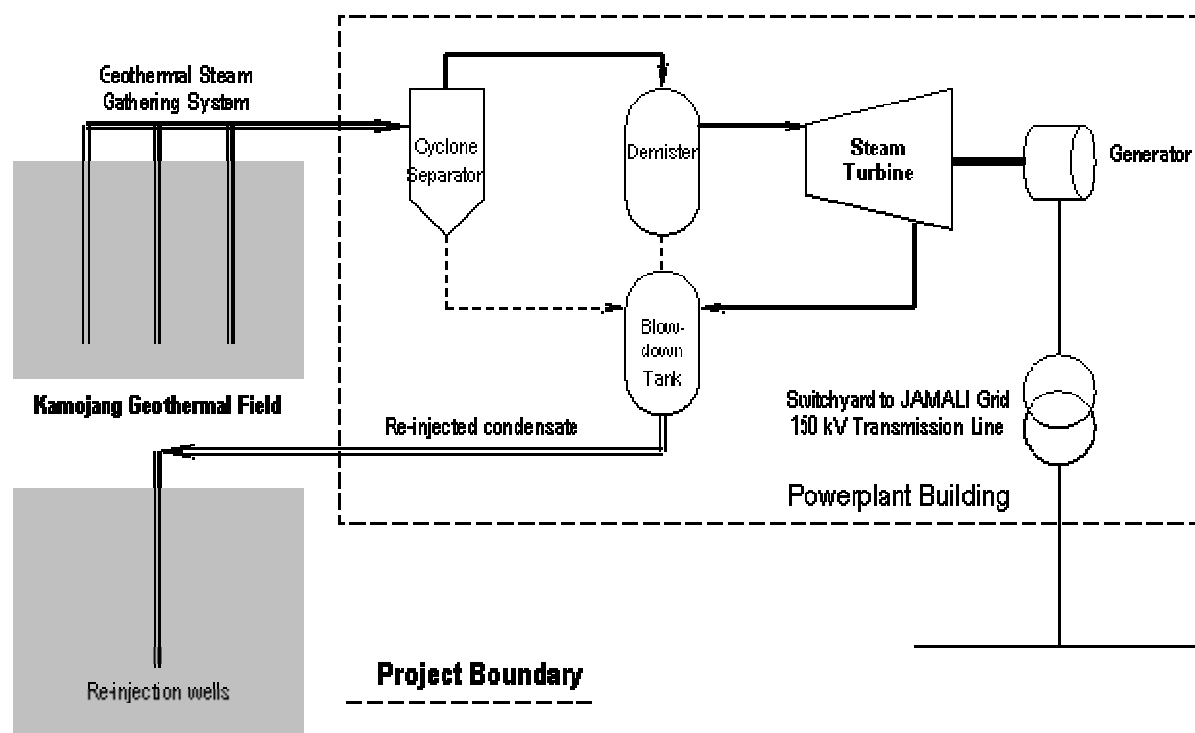 Geothermal Steam
Gathering System
Cyclone
Separator
Demister
Steam
Turbine
Generator
Blow-
down
Tank
Kamojang Geothermal Field
Re-injected condensate
Switchyard to JAMALI Grid
150 kV Transmission Line
Powerplant Building
Project Boundary
Re-injection wells